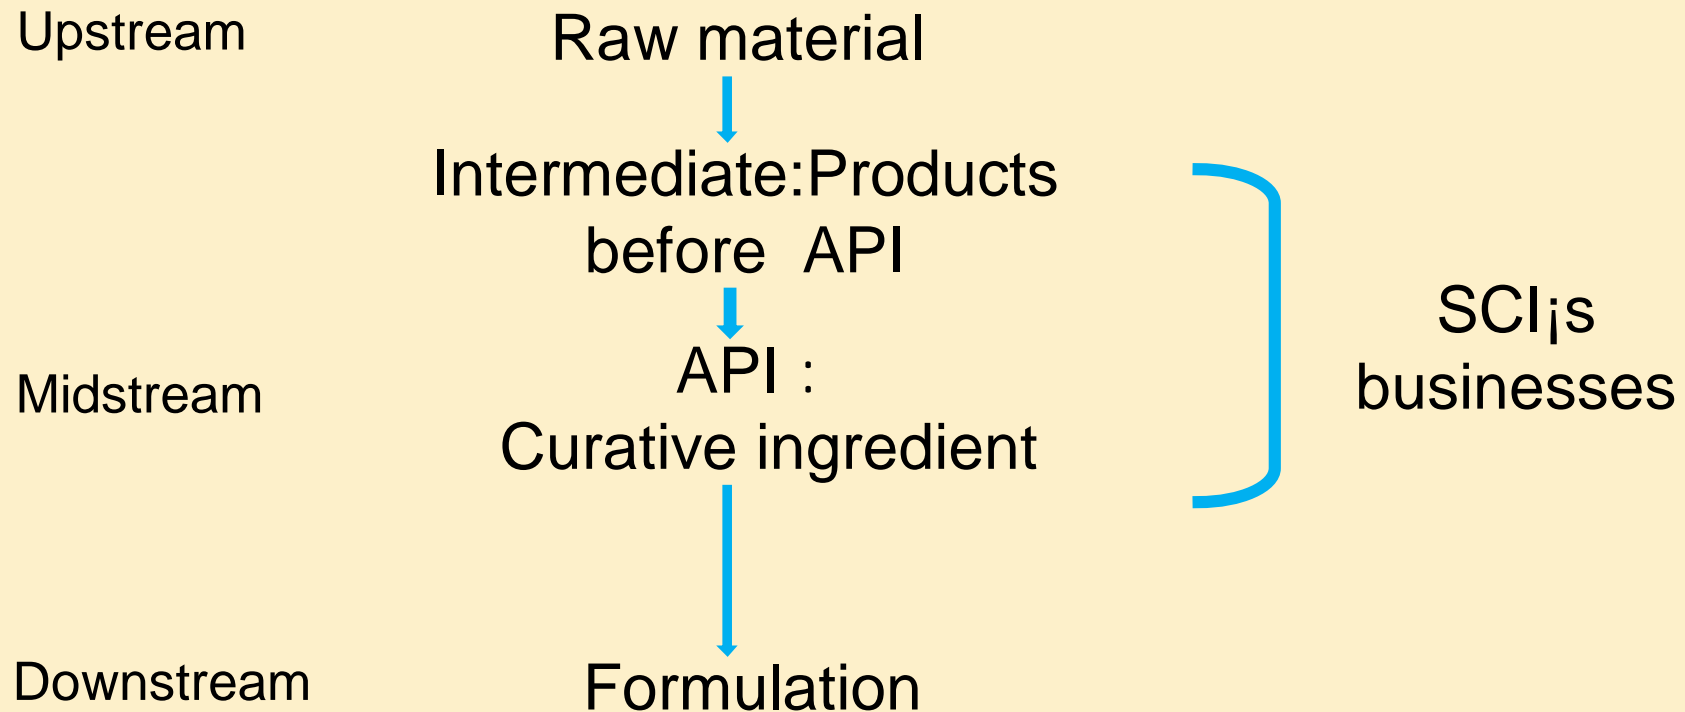 Upstream
Raw material
Intermediate:Products
before API
Midstream
API :
Curative ingredient
SCI¡s
businesses
Downstream
Formulation